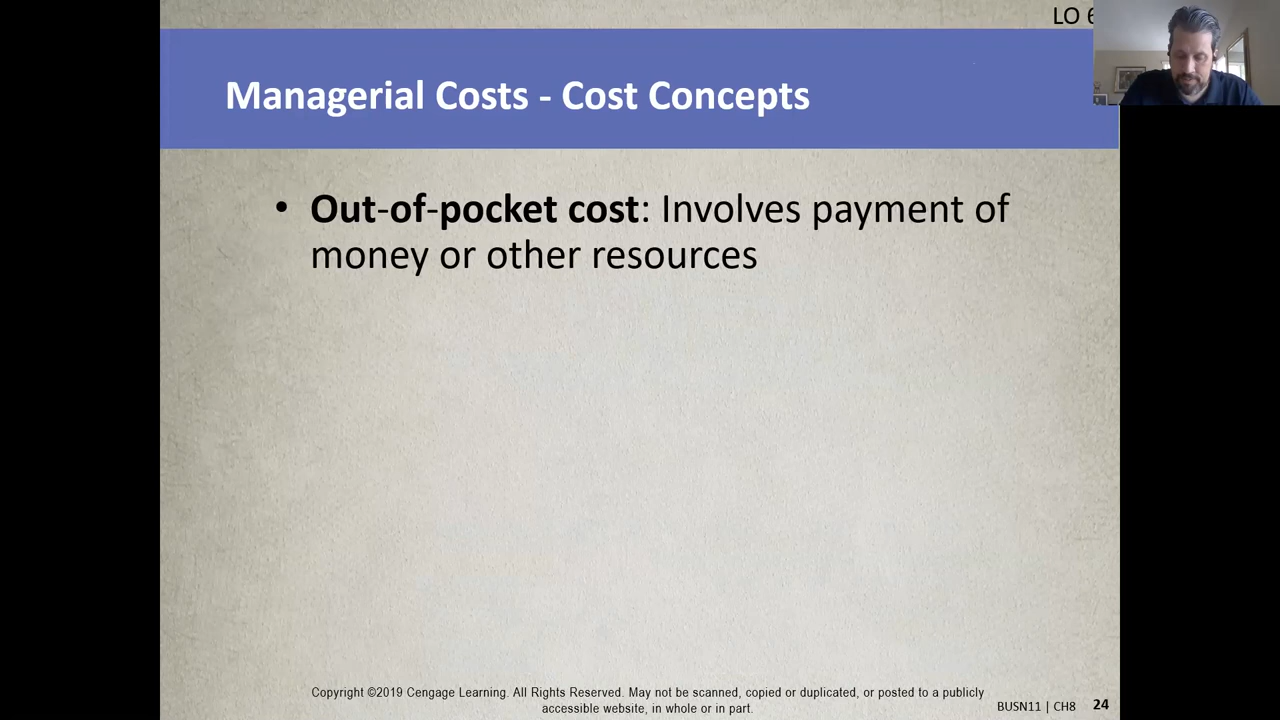 LO 6
Managerial Costs - Cost Concepts
• Out-of-pocket cost: Involves payment of
money or other resources
Copyright ©2019 Cengage Learning. All Rights Reserved. May not be scanned, copied or duplicated, or posted to a publicly
accessible website, in whole or in part.
BUSN11 | CH8 24